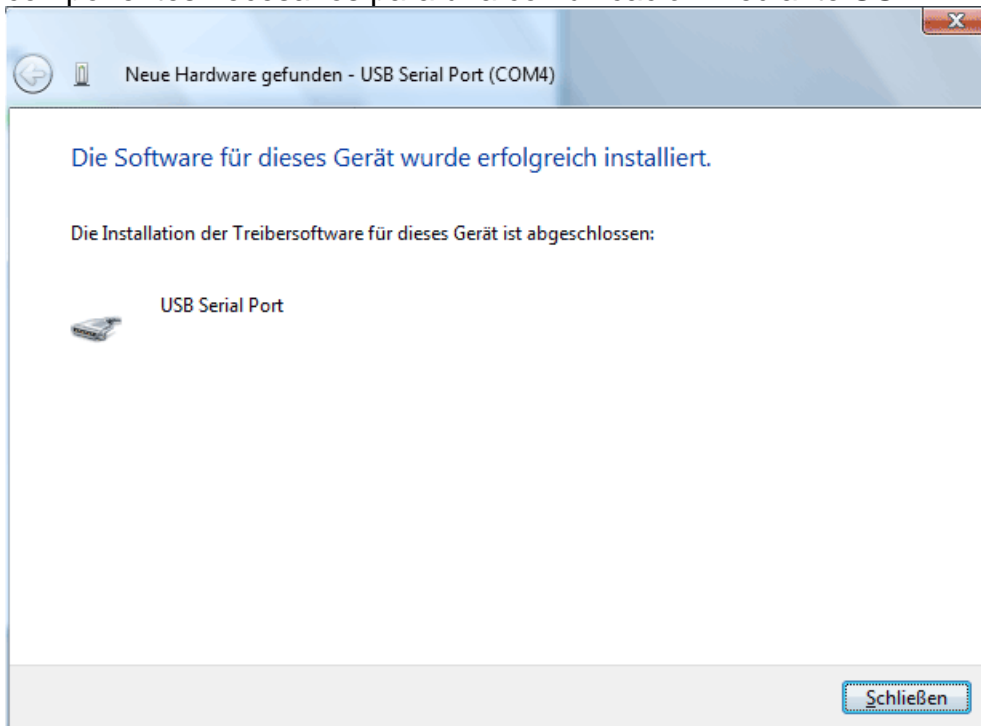 X
Neue Hardware gefunden - USB Serial Port (COM4)
Die Software für dieses Gerät wurde erfolgreich installiert.
Die Installation der Treibersoftware für dieses Gerät ist abgeschlossen:
USB Serial Port
Schließen